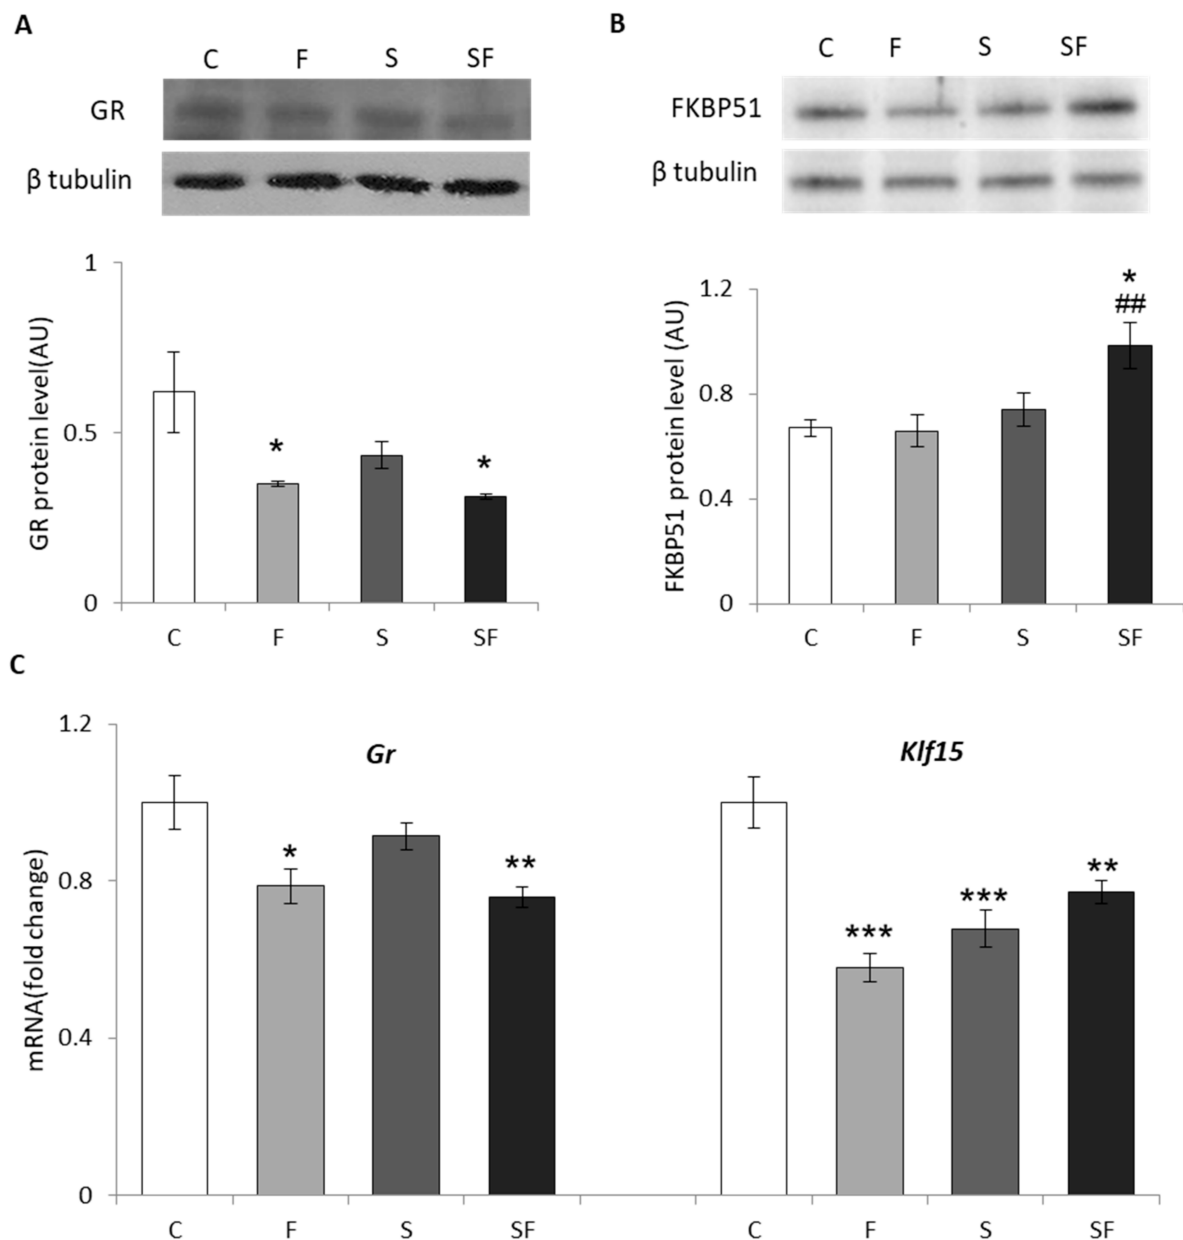 A
C F S SF
GR
β tubulin
1
0.5
0
GR protein level(AU)
*
*
C F S SF
B
C F S SF
FKBP51
β tubulin
1.2
0.8
0.4
0
FKBP51 protein level (AU)
*
##
C F S SF
C
1.2
0.8
0.4
0
mRNA(fold change)
Gr
*
**
Klf15
***
***
**
C F S SF C F S SF